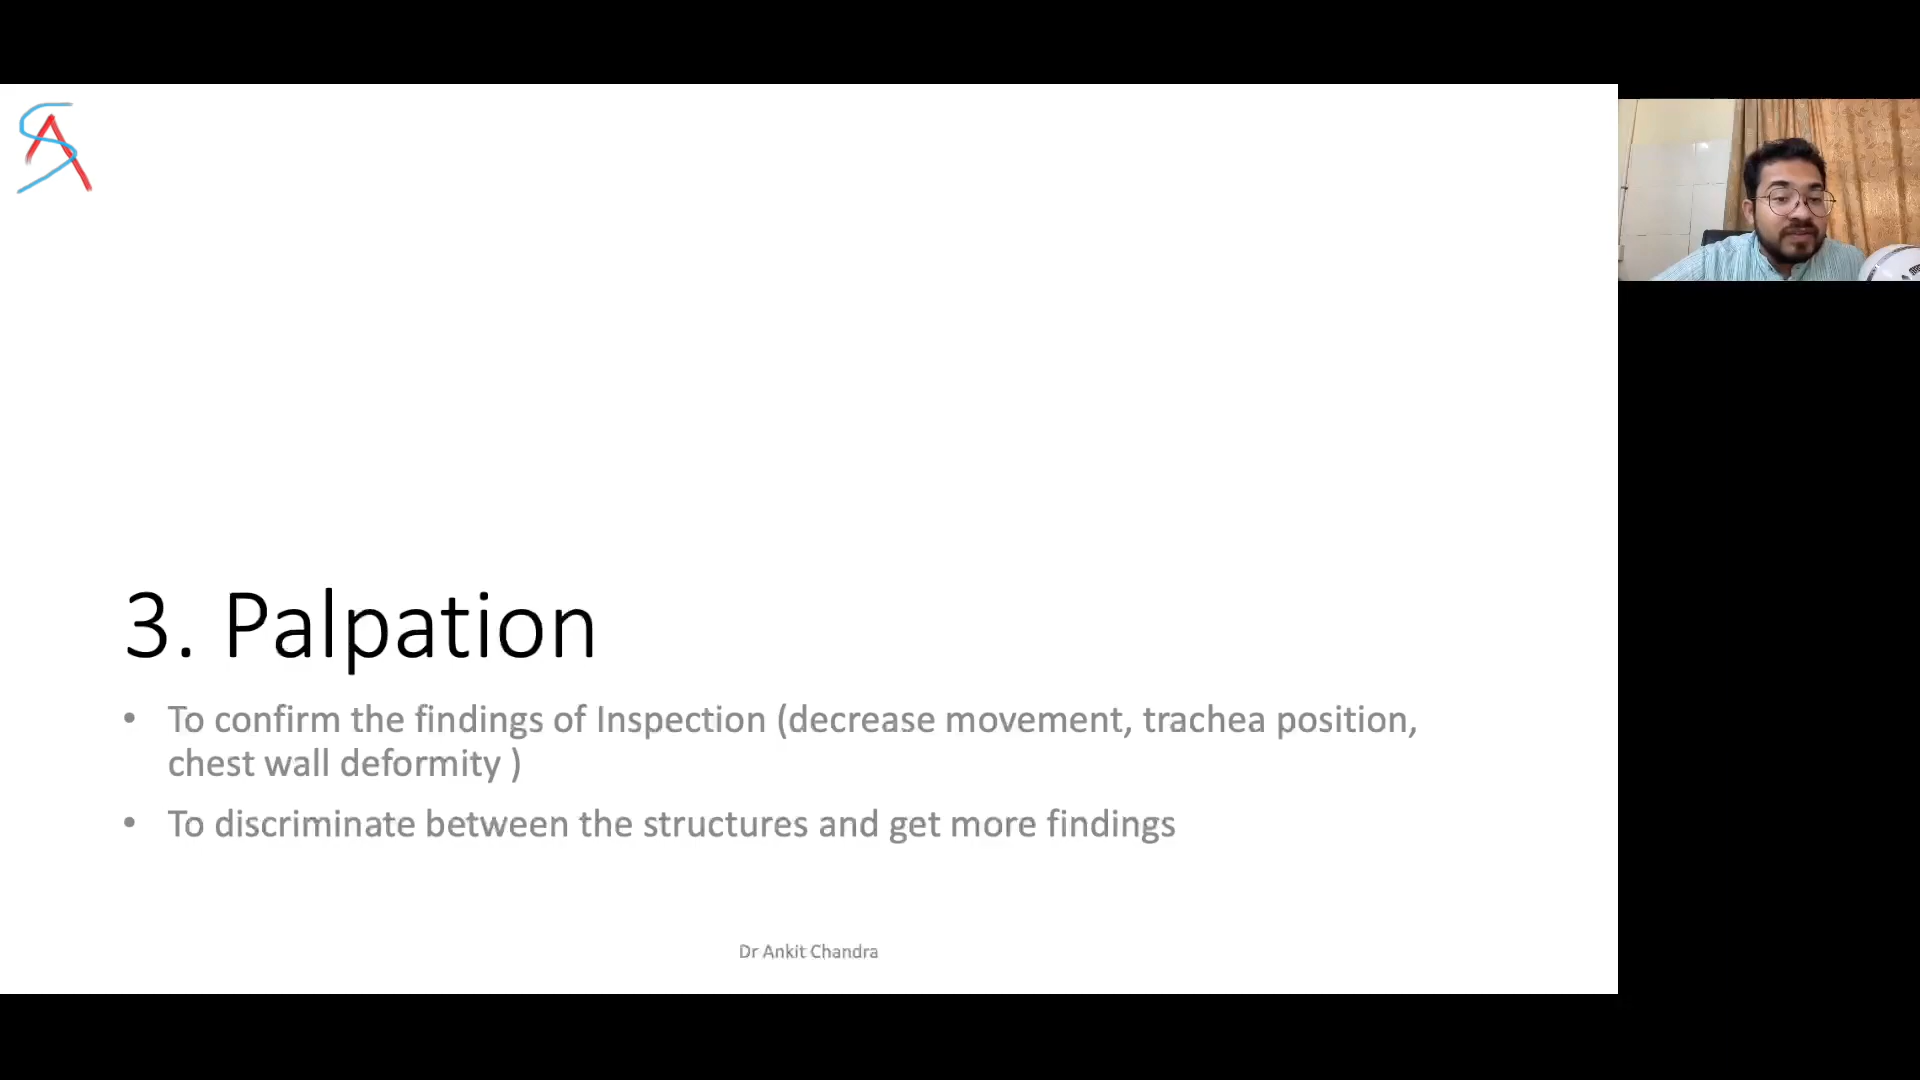 3. Palpation
• To confirm the findings of Inspection (decrease movement, trachea position,
chest wall deformity )
• To discriminate between the structures and get more findings
Dr Ankit Chandra